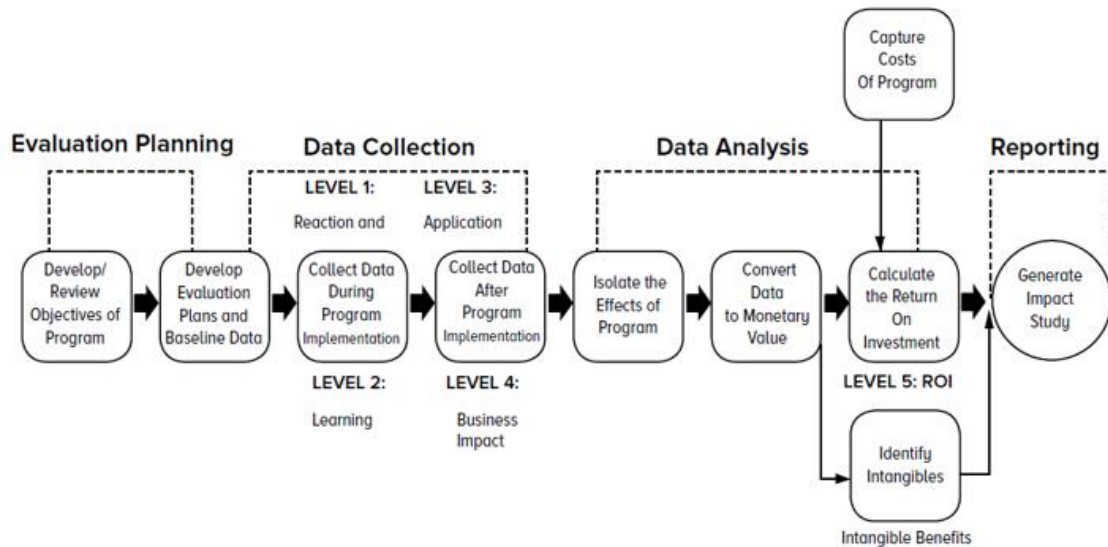 Capture
Costs
Of Program
Evaluation Planning
Data Collection
Data Analysis
Reporting
LEVEL 1:
Reaction and
LEVEL 3:
Application
Develop/
Review
Objectives of
Program
Develop
Evaluation
Plans and
Baseline Data
Collect Data
During
Program
Implementation
Collect Data
After
Program
Implementation
Isolate the
Effects of
Program
Convert
Data
to Monetary
Value
Calculate
the Return
On
Investment
Generate
Impact
Study
LEVEL 2:
Learning
LEVEL 4:
Business
Impact
LEVEL 5: ROI
Identify
Intangibles
Intangible Benefits